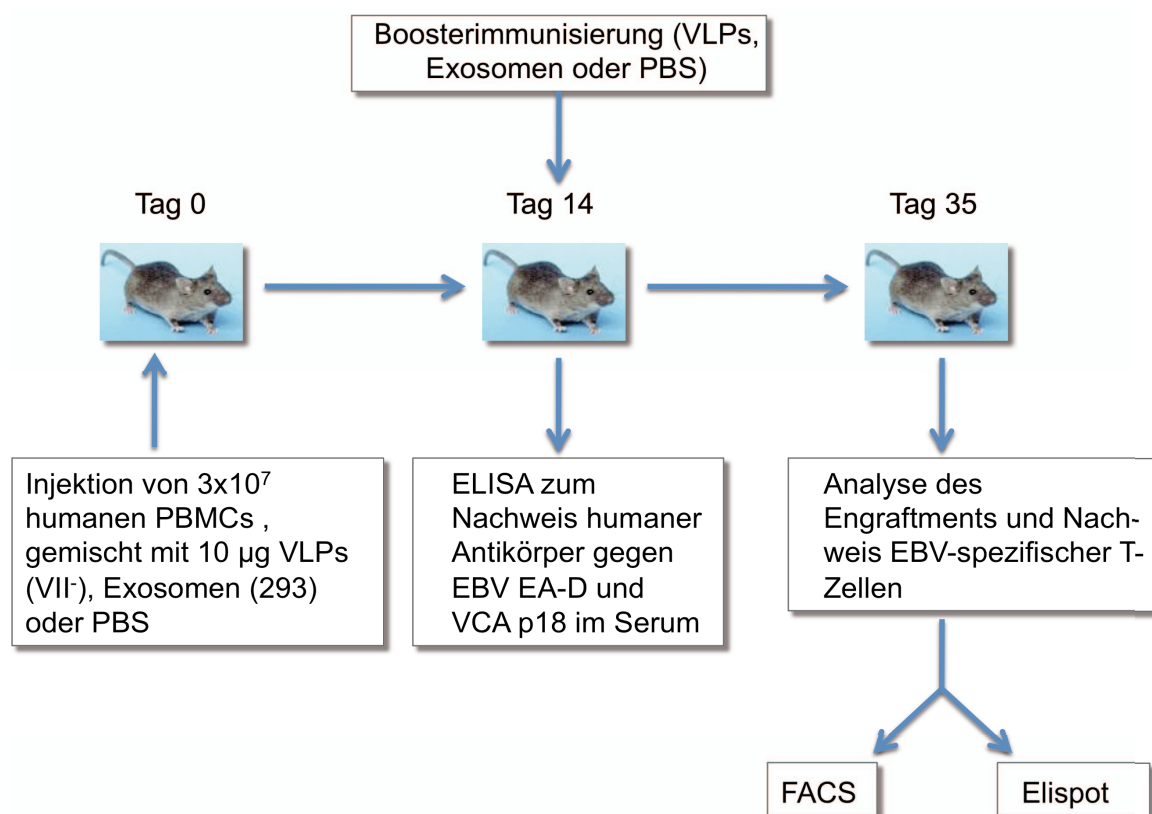 Boosterimmunisierung (VLPs,
Exosomen oder PBS)
Tag 0
Tag 14
Tag 35
Injektion von 3x10⁷
humanen PBMCs ,
gemischt mit 10 µg VLPs
(VII⁻), Exosomen (293)
oder PBS
ELISA zum
Nachweis humaner
Antikörper gegen
EBV EA-D und
VCA p18 im Serum
Analyse des
Engraftments und Nach-
weis EBV-spezifischer T-
Zellen
FACS
Elispot